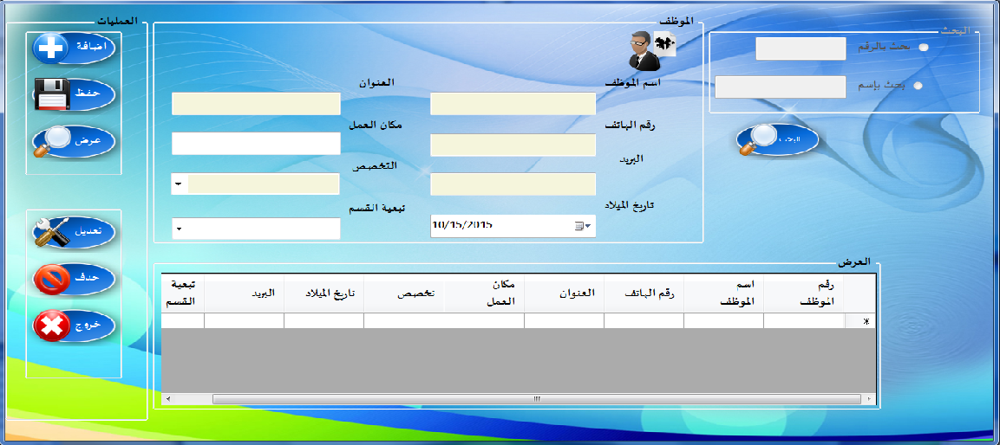 البحث
بحث بالرقم
بحث بإسم
البحث
الموظف
اسم الموظف
العنوان
رقم الهاتف
مكان العمل
البريد
التخصص
تاريخ الميلاد
تبعية القسم
10/15/2015
العمليات
اضافة
حفظ
عرض
تعديل
حدف
خروج
العرض
رقم الموظف
اسم الموظف
رقم الهاتف
العنوان
مكان العمل
تخصص
تاريخ الميلاد
البريد
تبعية القسم